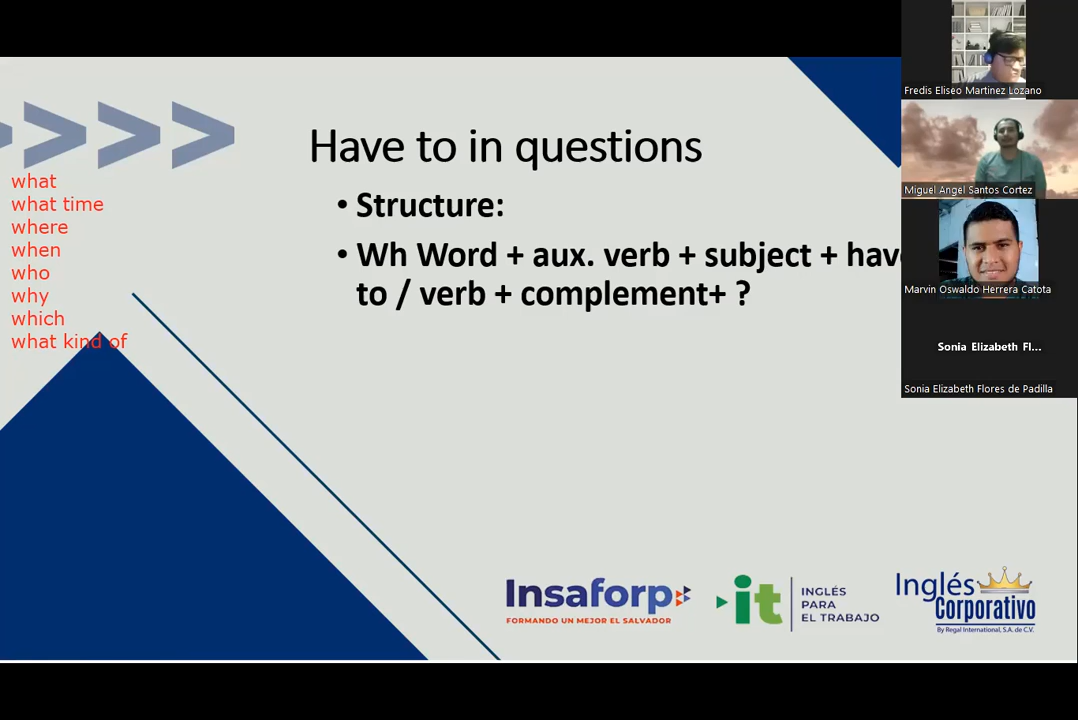 Have to in questions
• Structure:
• Wh Word + aux. verb + subject + hav
to / verb + complement+ ?
what
what time
where
when
who
why
which
what kind of
Fredis Eliseo Martinez Lozano
Miguel Angel Santos Cortez
Marvin Oswaldo Herrera Catota
Sonia Elizabeth Fl...
Sonia Elizabeth Flores de Padilla
Insaforp
FORMANDO UN MEJOR EL SALVADOR
it
INGLÉS
PARA
EL TRABAJO
Inglés
Corporativo
By Regal International, S.A. de C.V.